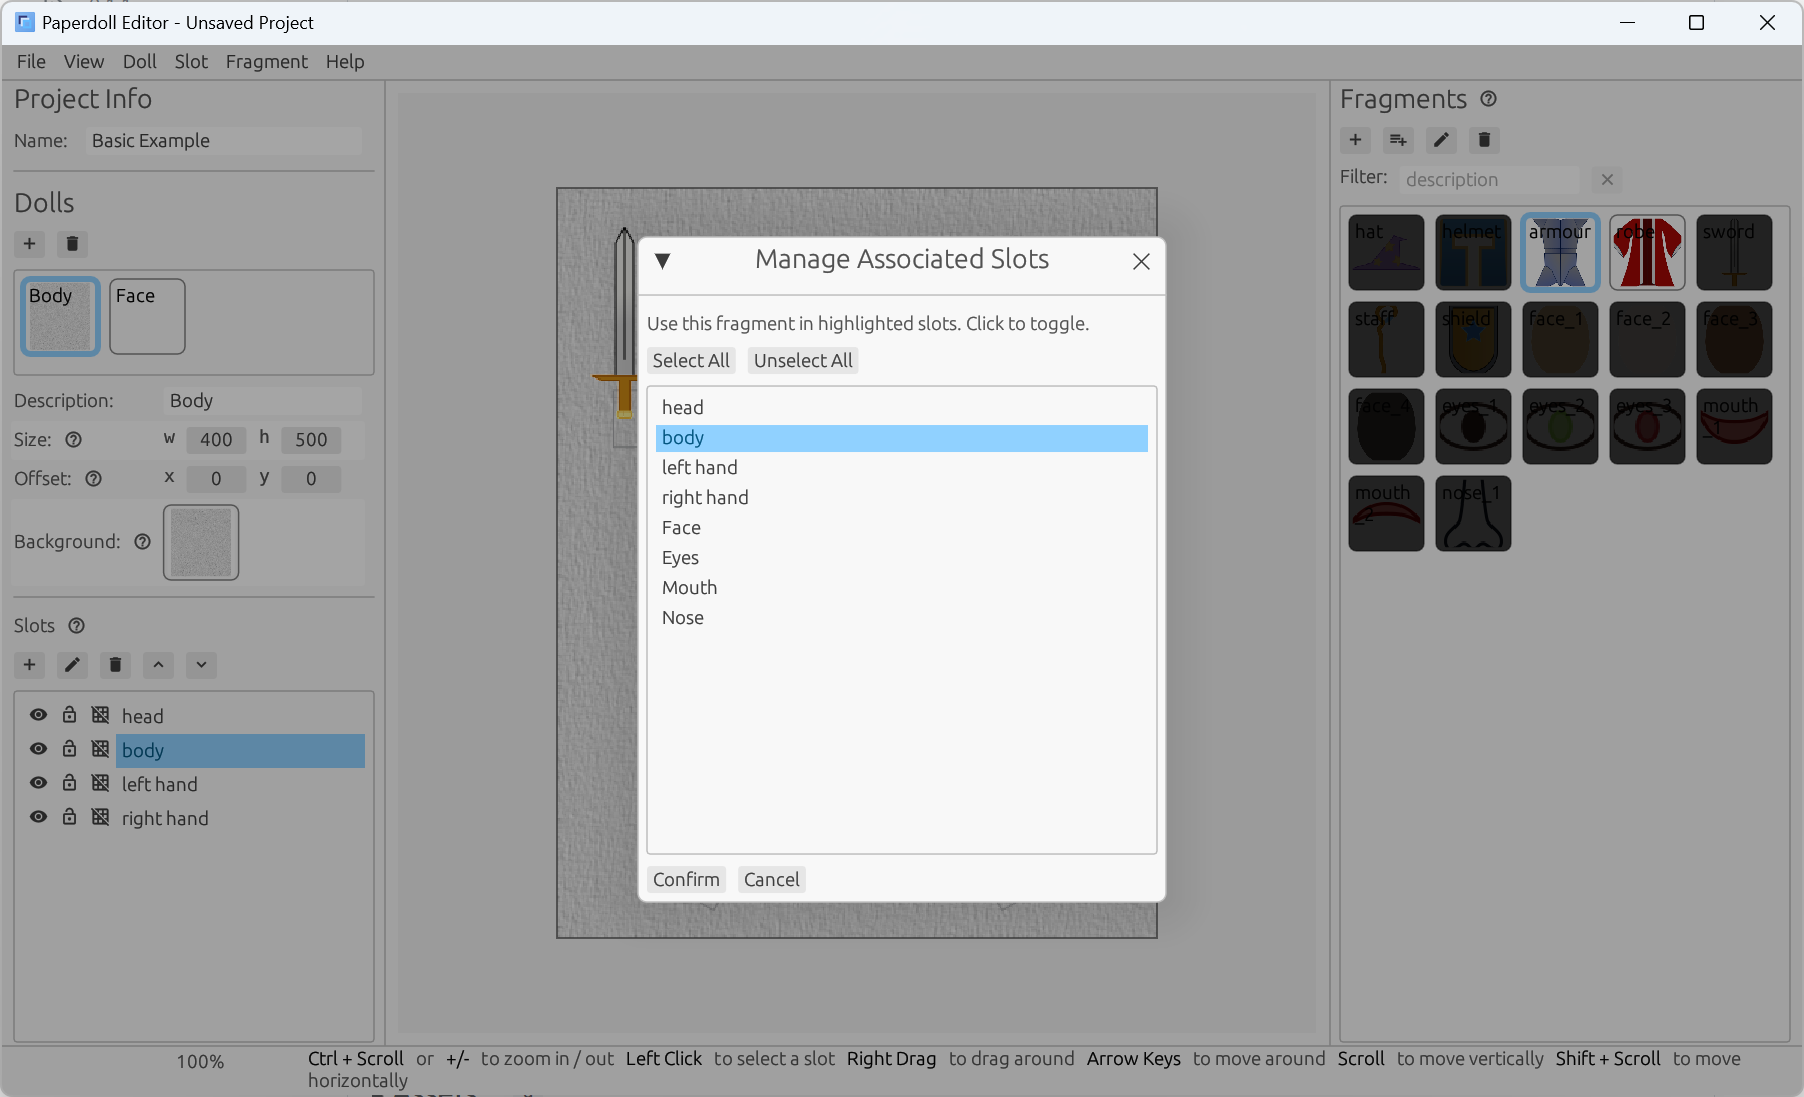 Paperdoll Editor - Unsaved Project
File View Doll Slot Fragment Help
Project Info
Name: Basic Example
Dolls
Body Face
Description: Body
Size: w 400 h 500
Offset: x 0 y 0
Background:
Slots
head
body
left hand
right hand
Manage Associated Slots
Use this fragment in highlighted slots. Click to toggle.
Select All Unselect All
head
body
left hand
right hand
Face
Eyes
Mouth
Nose
Confirm Cancel
Fragments
Filter: description
hat helmet armour robe sword
staff shield face_1 face_2 face_3
face_4 eyes_1 eyes_2 eyes_3 mouth
_1
mouth nose_1
_2
100% Ctrl + Scroll or +/- to zoom in / out Left Click to select a slot Right Drag to drag around Arrow Keys to move around Scroll to move vertically Shift + Scroll to move
horizontally